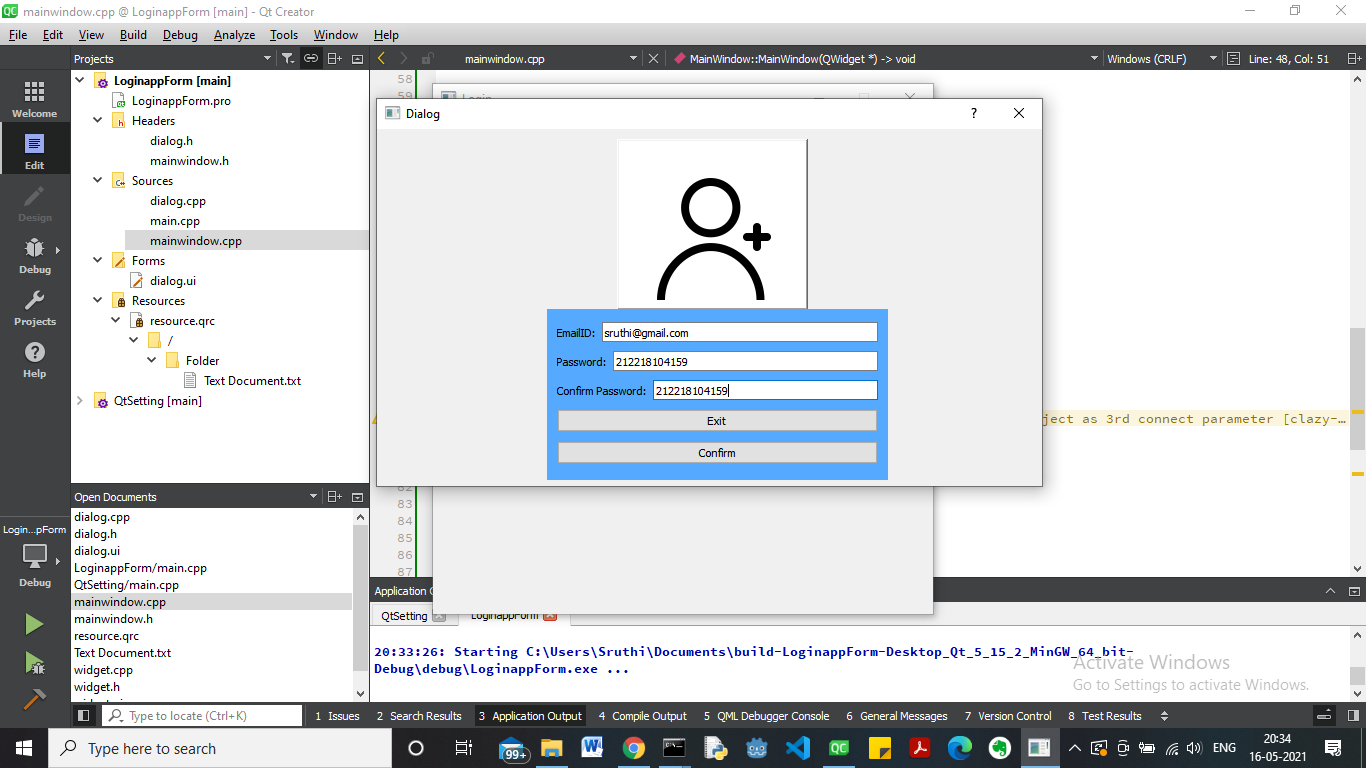 mainwindow.cpp @ LoginappForm [main] - Qt Creator
File Edit View Build Debug Analyze Tools Window Help
Projects
mainwindow.cpp
MainWindow::MainWindow(QWidget *) -> void
Windows (CRLF)
Line: 48, Col: 51
Welcome
Edit
Design
Debug
Projects
Help
LoginappForm [main]
LoginappForm.pro
Headers
dialog.h
mainwindow.h
Sources
dialog.cpp
main.cpp
mainwindow.cpp
Forms
dialog.ui
Resources
resource.qrc
/
Folder
Text Document.txt
QtSetting [main]
58
59
Login
Dialog
?
EmailID: sruthi@gmail.com
Password: 212218104159
Confirm Password: 212218104159
Exit
Confirm
ject as 3rd connect parameter [clazy-…
82
83
84
85
86
87
Open Documents
dialog.cpp
dialog.h
dialog.ui
LoginappForm/main.cpp
QtSetting/main.cpp
mainwindow.cpp
mainwindow.h
resource.qrc
Text Document.txt
widget.cpp
widget.h
Login...pForm
Debug
Application
QtSetting
LoginappForm
20:33:26: Starting C:\Users\Sruthi\Documents\build-LoginappForm-Desktop_Qt_5_15_2_MinGW_64_bit-
Debug\debug\LoginappForm.exe ...
Activate Windows
Go to Settings to activate Windows.
Type to locate (Ctrl+K)
1 Issues
2 Search Results
3 Application Output
4 Compile Output
5 QML Debugger Console
6 General Messages
7 Version Control
8 Test Results
Type here to search
99+
ENG
20:34
16-05-2021